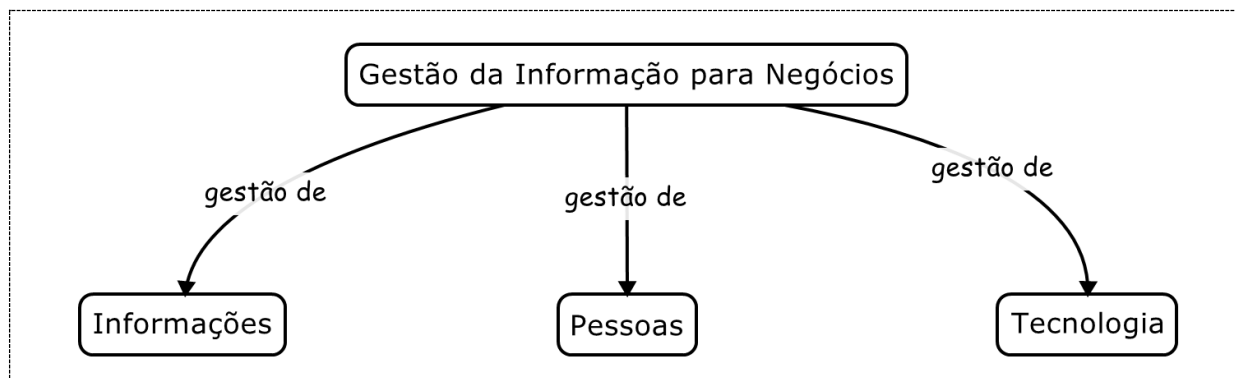 Gestão da Informação para Negócios
gestão de
gestão de
gestão de
Informações
Pessoas
Tecnologia